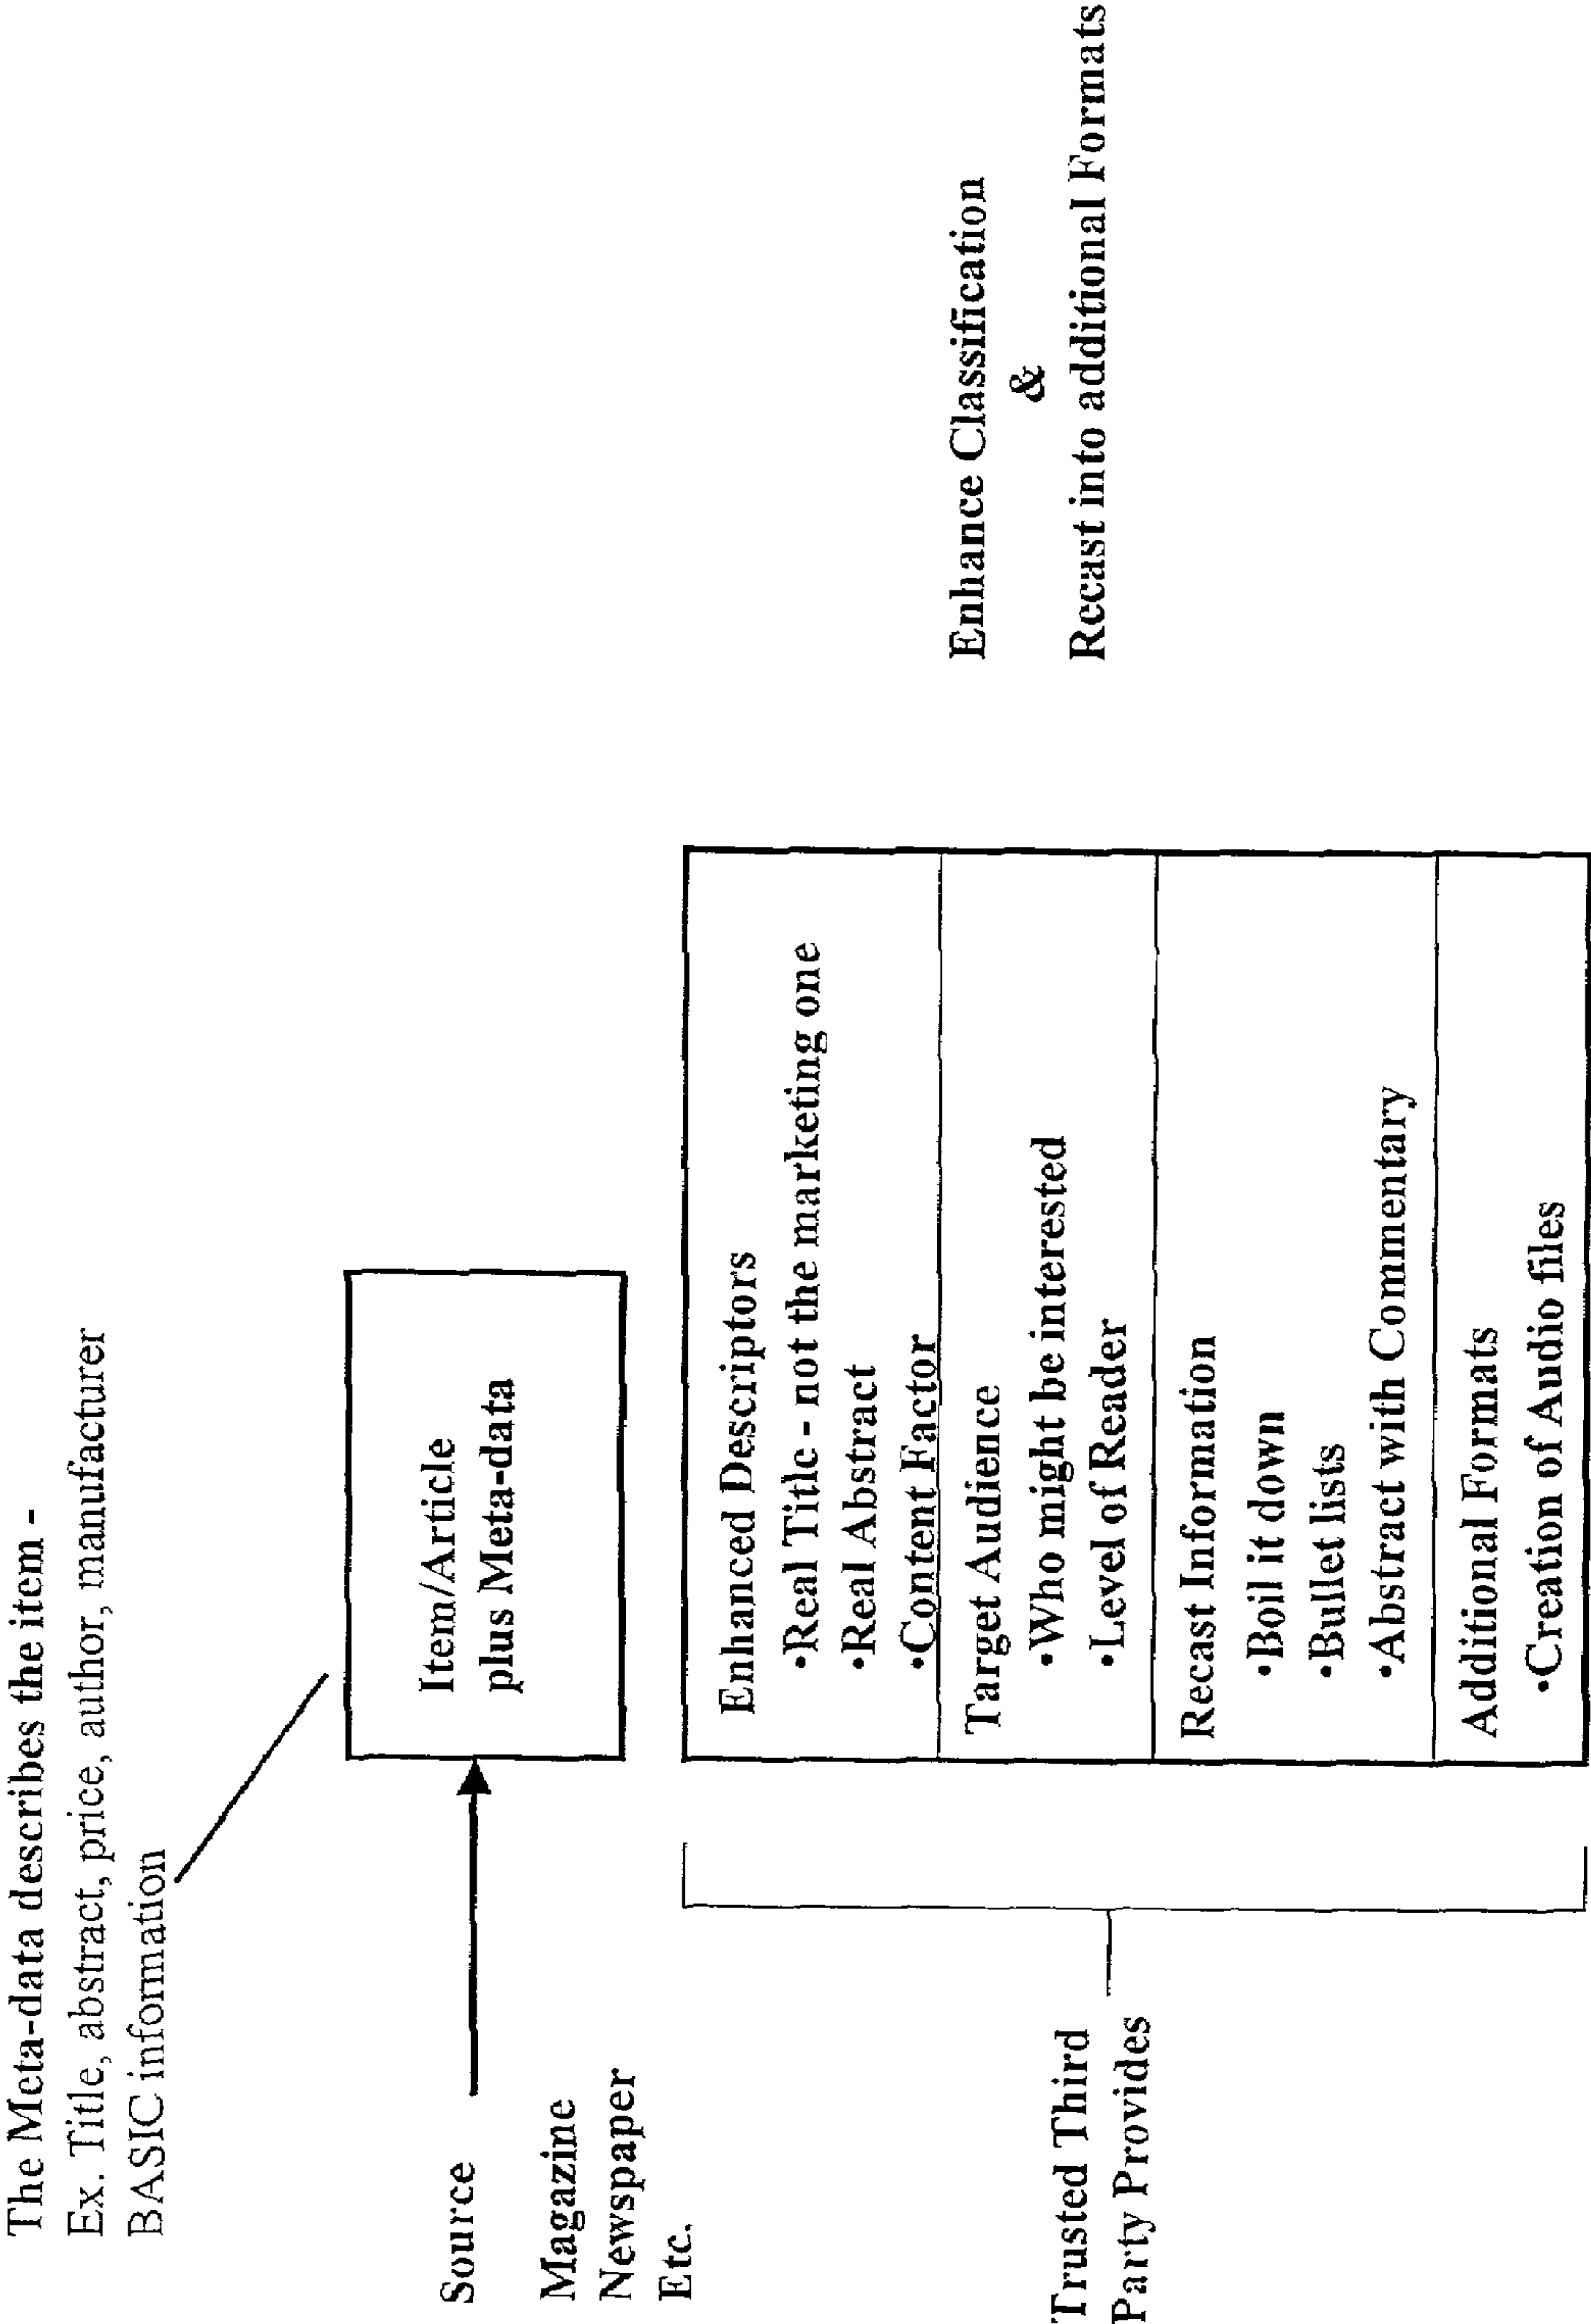 The Meta-data describes the item -
Ex. Title, abstract, price, author, manufacturer
BASIC information
Source
Magazine
Newspaper
Etc.
Item/Article
plus Meta-data
Trusted Third
Party Provides
Enhanced Descriptors
•Real Title - not the marketing one
•Real Abstract
•Content Factor
Target Audience
•Who might be interested
•Level of Reader
Recast Information
•Boil it down
•Bullet lists
•Abstract with Commentary
Additional Formats
•Creation of Audio files
Enhance Classification
&
Recast into additional Formats